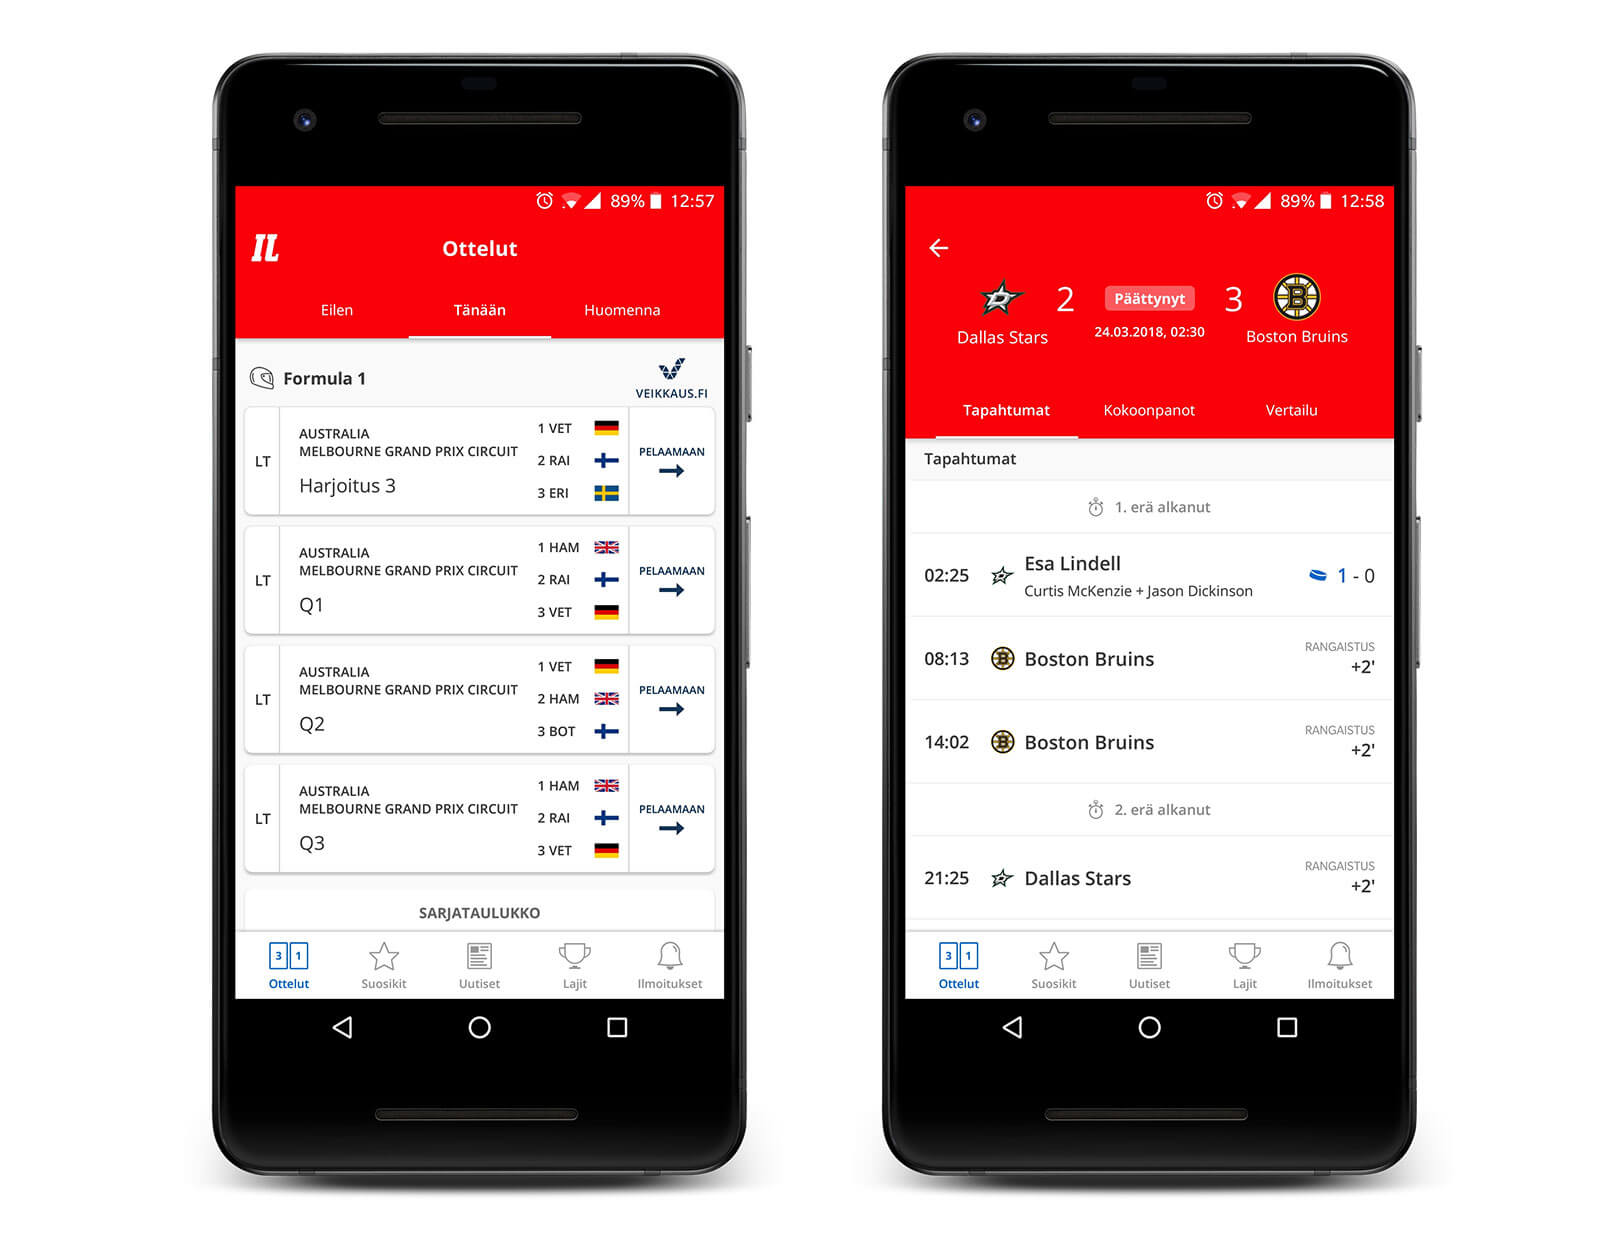 89% 12:57
IL
Ottelut
Eilen Tänään Huomenna
Formula 1
VEIKKAUS.FI
LT
AUSTRALIA
MELBOURNE GRAND PRIX CIRCUIT
Harjoitus 3
1 VET
2 RAI
3 ERI
PELAAMAAN
LT
AUSTRALIA
MELBOURNE GRAND PRIX CIRCUIT
Q1
1 HAM
2 RAI
3 VET
PELAAMAAN
LT
AUSTRALIA
MELBOURNE GRAND PRIX CIRCUIT
Q2
1 VET
2 HAM
3 BOT
PELAAMAAN
LT
AUSTRALIA
MELBOURNE GRAND PRIX CIRCUIT
Q3
1 HAM
2 RAI
3 VET
PELAAMAAN
SARJATAULUKKO
3 1
Ottelut Suosikit Uutiset Lajit Ilmoitukset
89% 12:58
D 2 Päättynyt 3 B
Dallas Stars 24.03.2018, 02:30 Boston Bruins
Tapahtumat Kokoonpanot Vertailu
Tapahtumat
1. erä alkanut
02:25 Esa Lindell 1 - 0
Curtis McKenzie + Jason Dickinson
08:13 B Boston Bruins RANGAISTUS
+2'
14:02 B Boston Bruins RANGAISTUS
+2'
2. erä alkanut
21:25 Dallas Stars RANGAISTUS
+2'
3 1
Ottelut Suosikit Uutiset Lajit Ilmoitukset